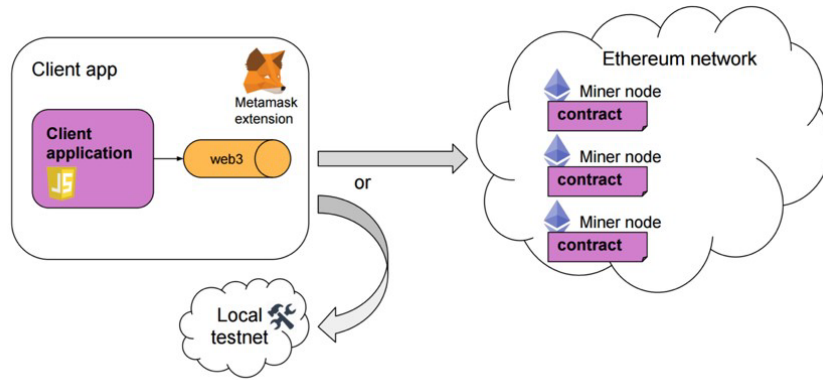 Client app
Metamask
extension
Client
application
JS
web3
or
Local
testnet
Ethereum network
Miner node
contract
Miner node
contract
Miner node
contract